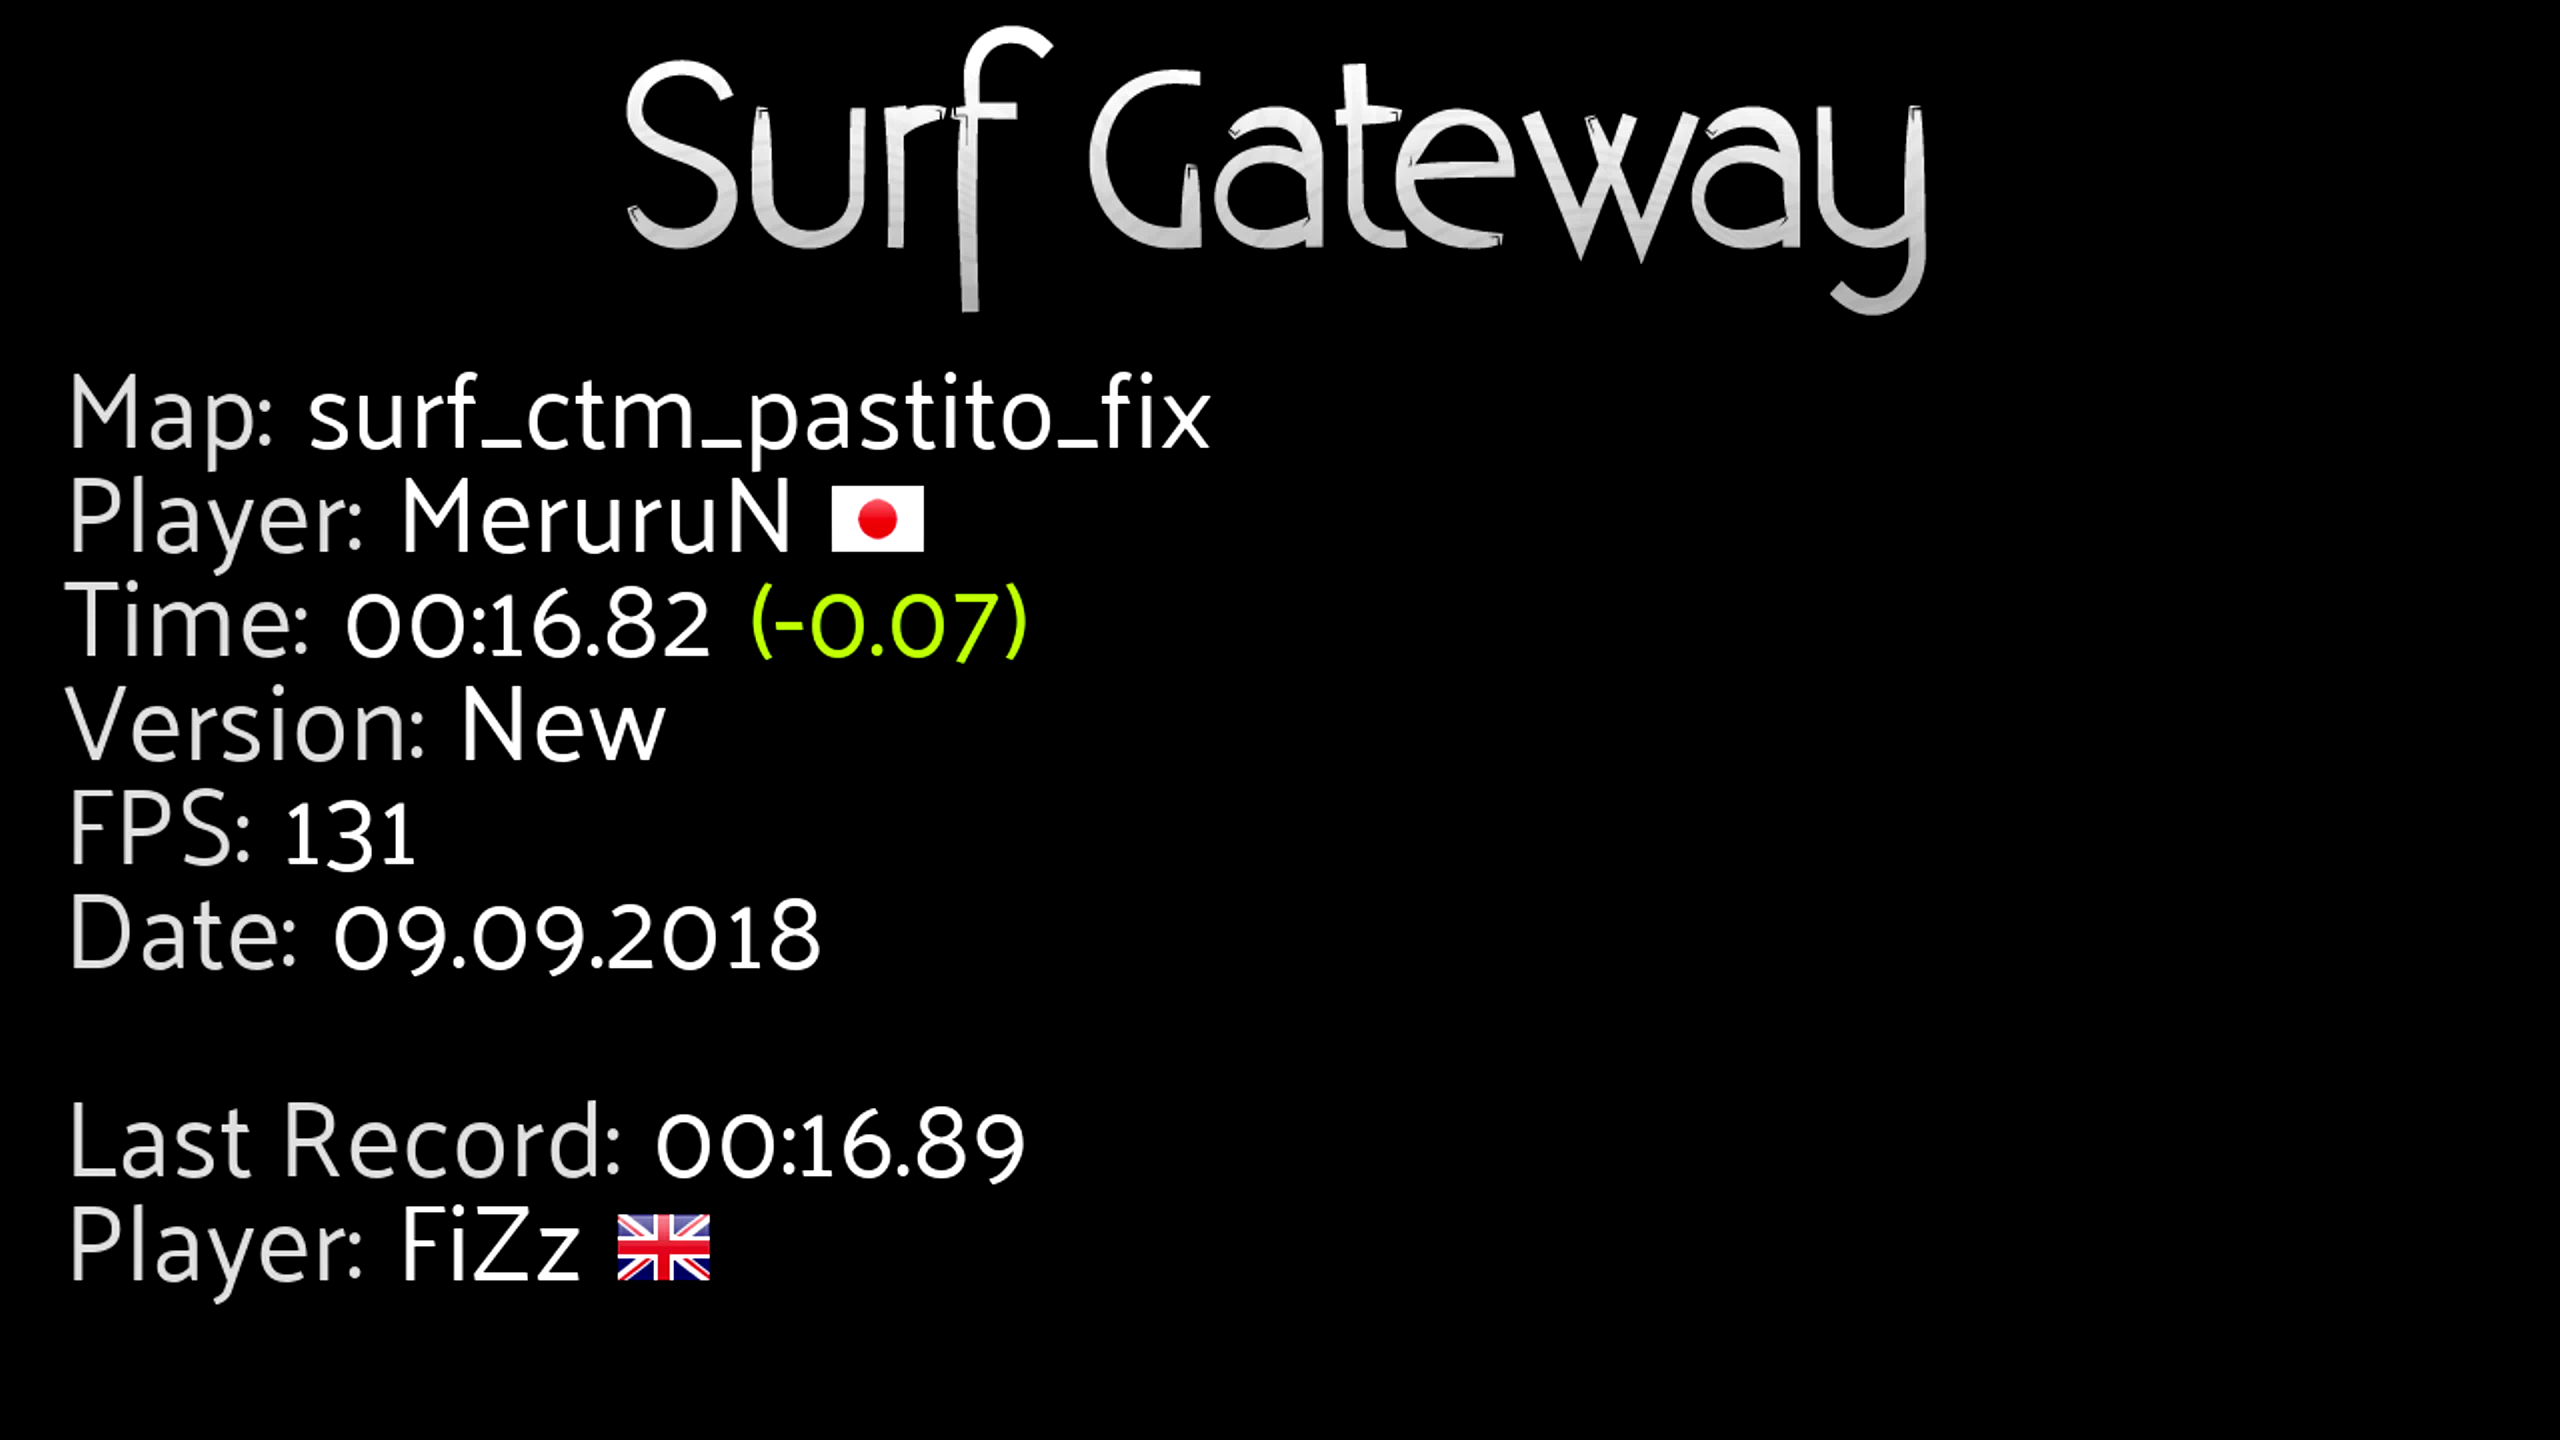 Surf Gateway
Map: surf_ctm_pastito_fix
Player: MeruruN
Time: 00:16.82 (-0.07)
Version: New
FPS: 131
Date: 09.09.2018
Last Record: 00:16.89
Player: FiZz